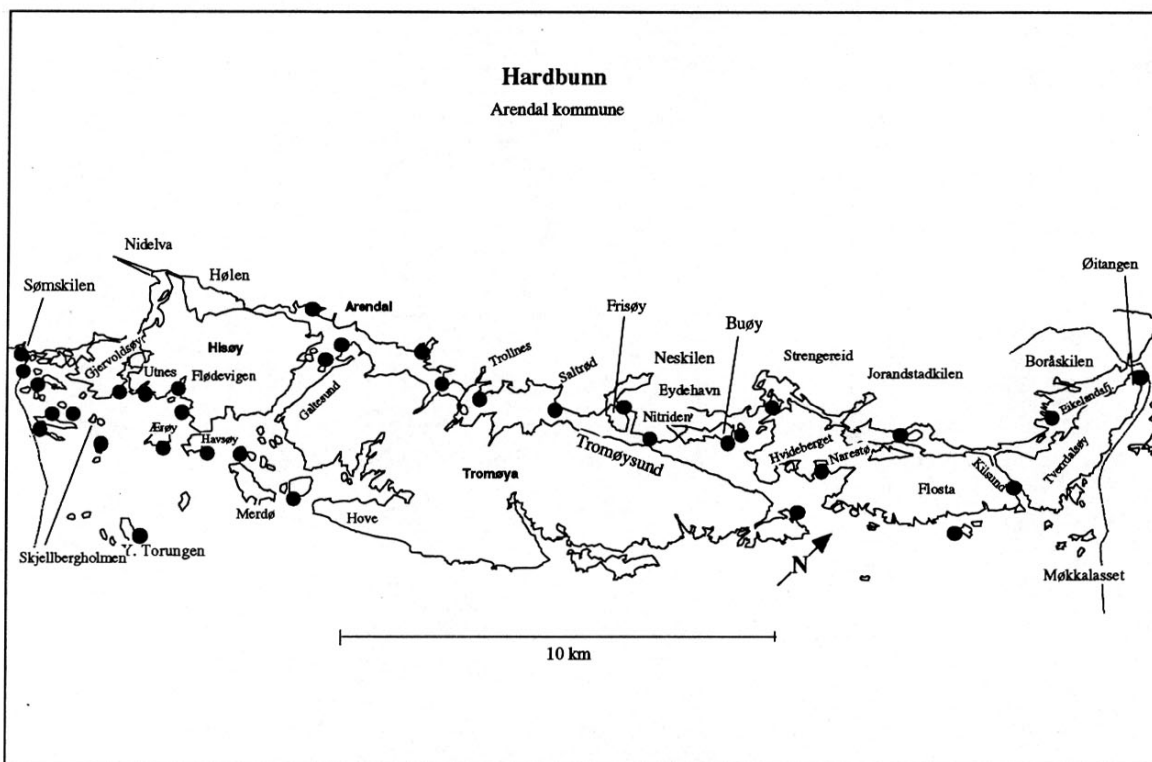 Hardbunn
Arendal kommune
Nidelva
Hølen
Sømskilen
Øitangen
Arendal
Frisøy
Buøy
Gjervoldsøy
Hisøy
Utnes
Flødevigen
Galtesund
Trollnes
Saltrød
Neskilen
Eydehavn
Nitriden
Strengereid
Jorandstadkilen
Boråskilen
Eikelandsfj.
Ærøy
Havsøy
Tromøysund
Hvideberget
Narestø
Tverrdalsøy
Kilsund
Tromøya
Flosta
Merdø
Hove
Skjellbergholmen
Y. Torungen
N
Møkkalasset
10 km